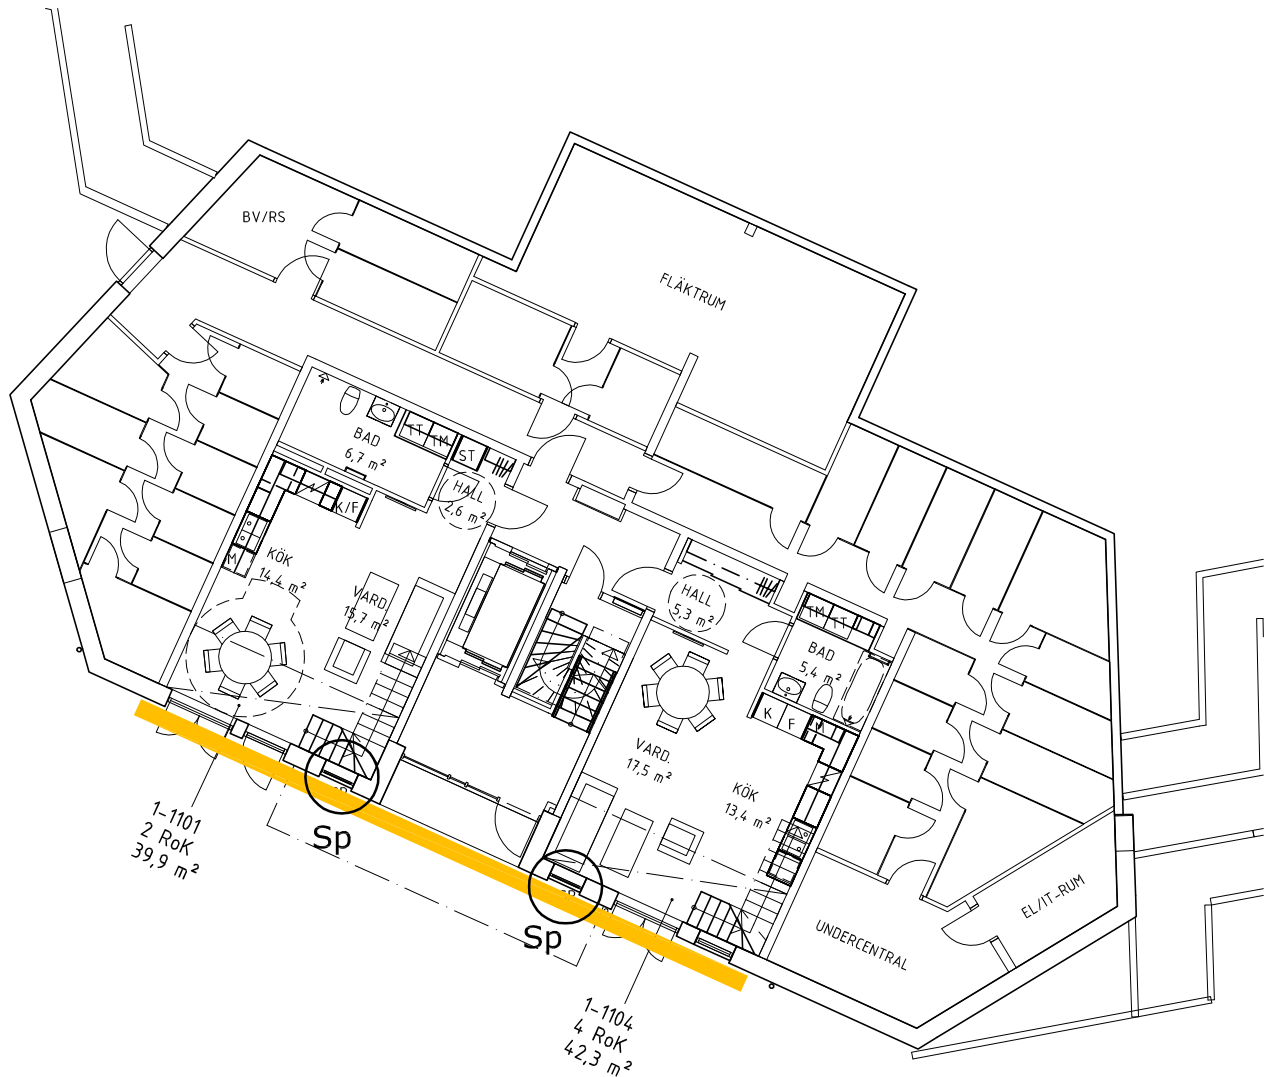 BV/RS
FLÄKTRUM
BAD
6,7 m²
TT
TM
ST
HALL
2,6 m²
K/F
M
KÖK
14,4 m²
VARD.
15,7 m²
HALL
5,3 m²
TM
TT
BAD
5,4 m²
K
F
M
VARD.
17,5 m²
KÖK
13,4 m²
EL/IT-RUM
UNDERCENTRAL
1-1101
2 RoK
39,9 m²
Sp
Sp
1-1104
4 RoK
42,3 m²